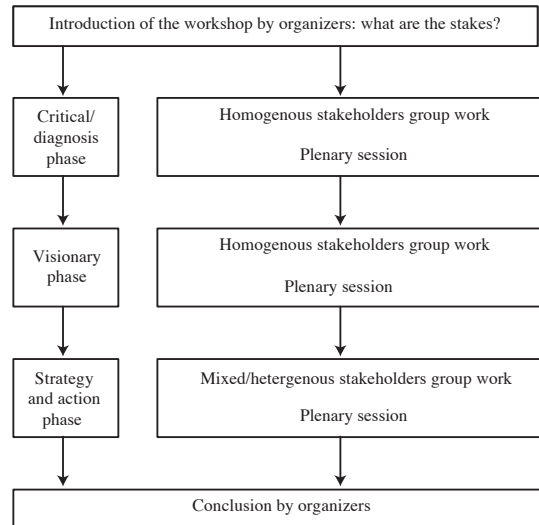 Introduction of the workshop by organizers: what are the stakes?
Critical/
diagnosis
phase
Homogenous stakeholders group work
Plenary session
Visionary
phase
Homogenous stakeholders group work
Plenary session
Strategy
and action
phase
Mixed/hetergenous stakeholders group work
Plenary session
Conclusion by organizers